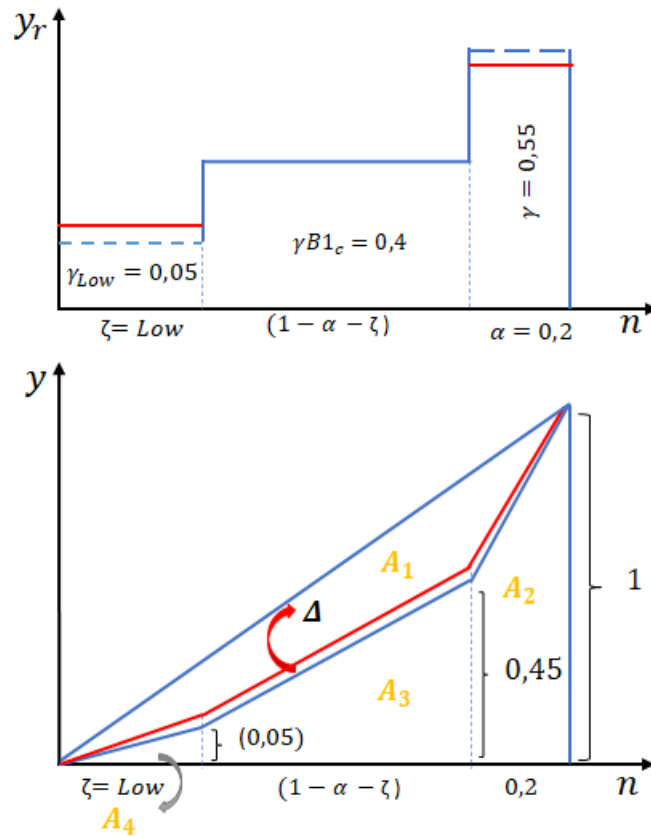 y_r
γ = 0,55
γB1_c = 0,4
γ_Low = 0,05
ζ= Low
(1 − α − ζ)
α = 0,2
n
y
A_1
A_2
1
Δ
0,45
A_3
(0,05)
ζ= Low
(1 − α − ζ)
0,2
n
A_4